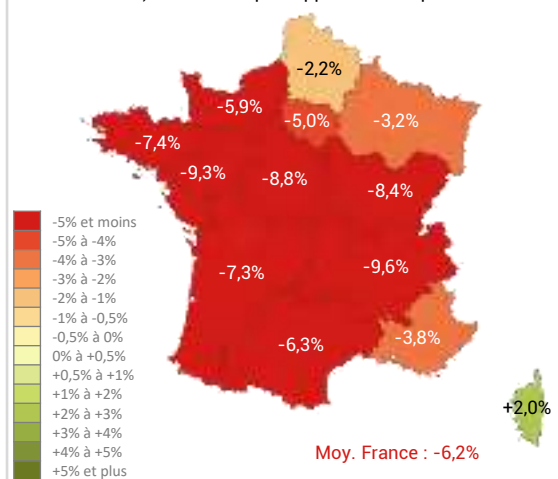 -2,2%
-5,9%
-5,0%
-3,2%
-7,4%
-9,3%
-8,8%
-8,4%
-5% et moins
-5% à -4%
-4% à -3%
-3% à -2%
-2% à -1%
-1% à -0,5%
-0,5% à 0%
0% à +0,5%
+0,5% à +1%
+1% à +2%
+2% à +3%
+3% à +4%
+4% à +5%
+5% et plus
-7,3%
-9,6%
-6,3%
-3,8%
+2,0%
Moy. France : -6,2%